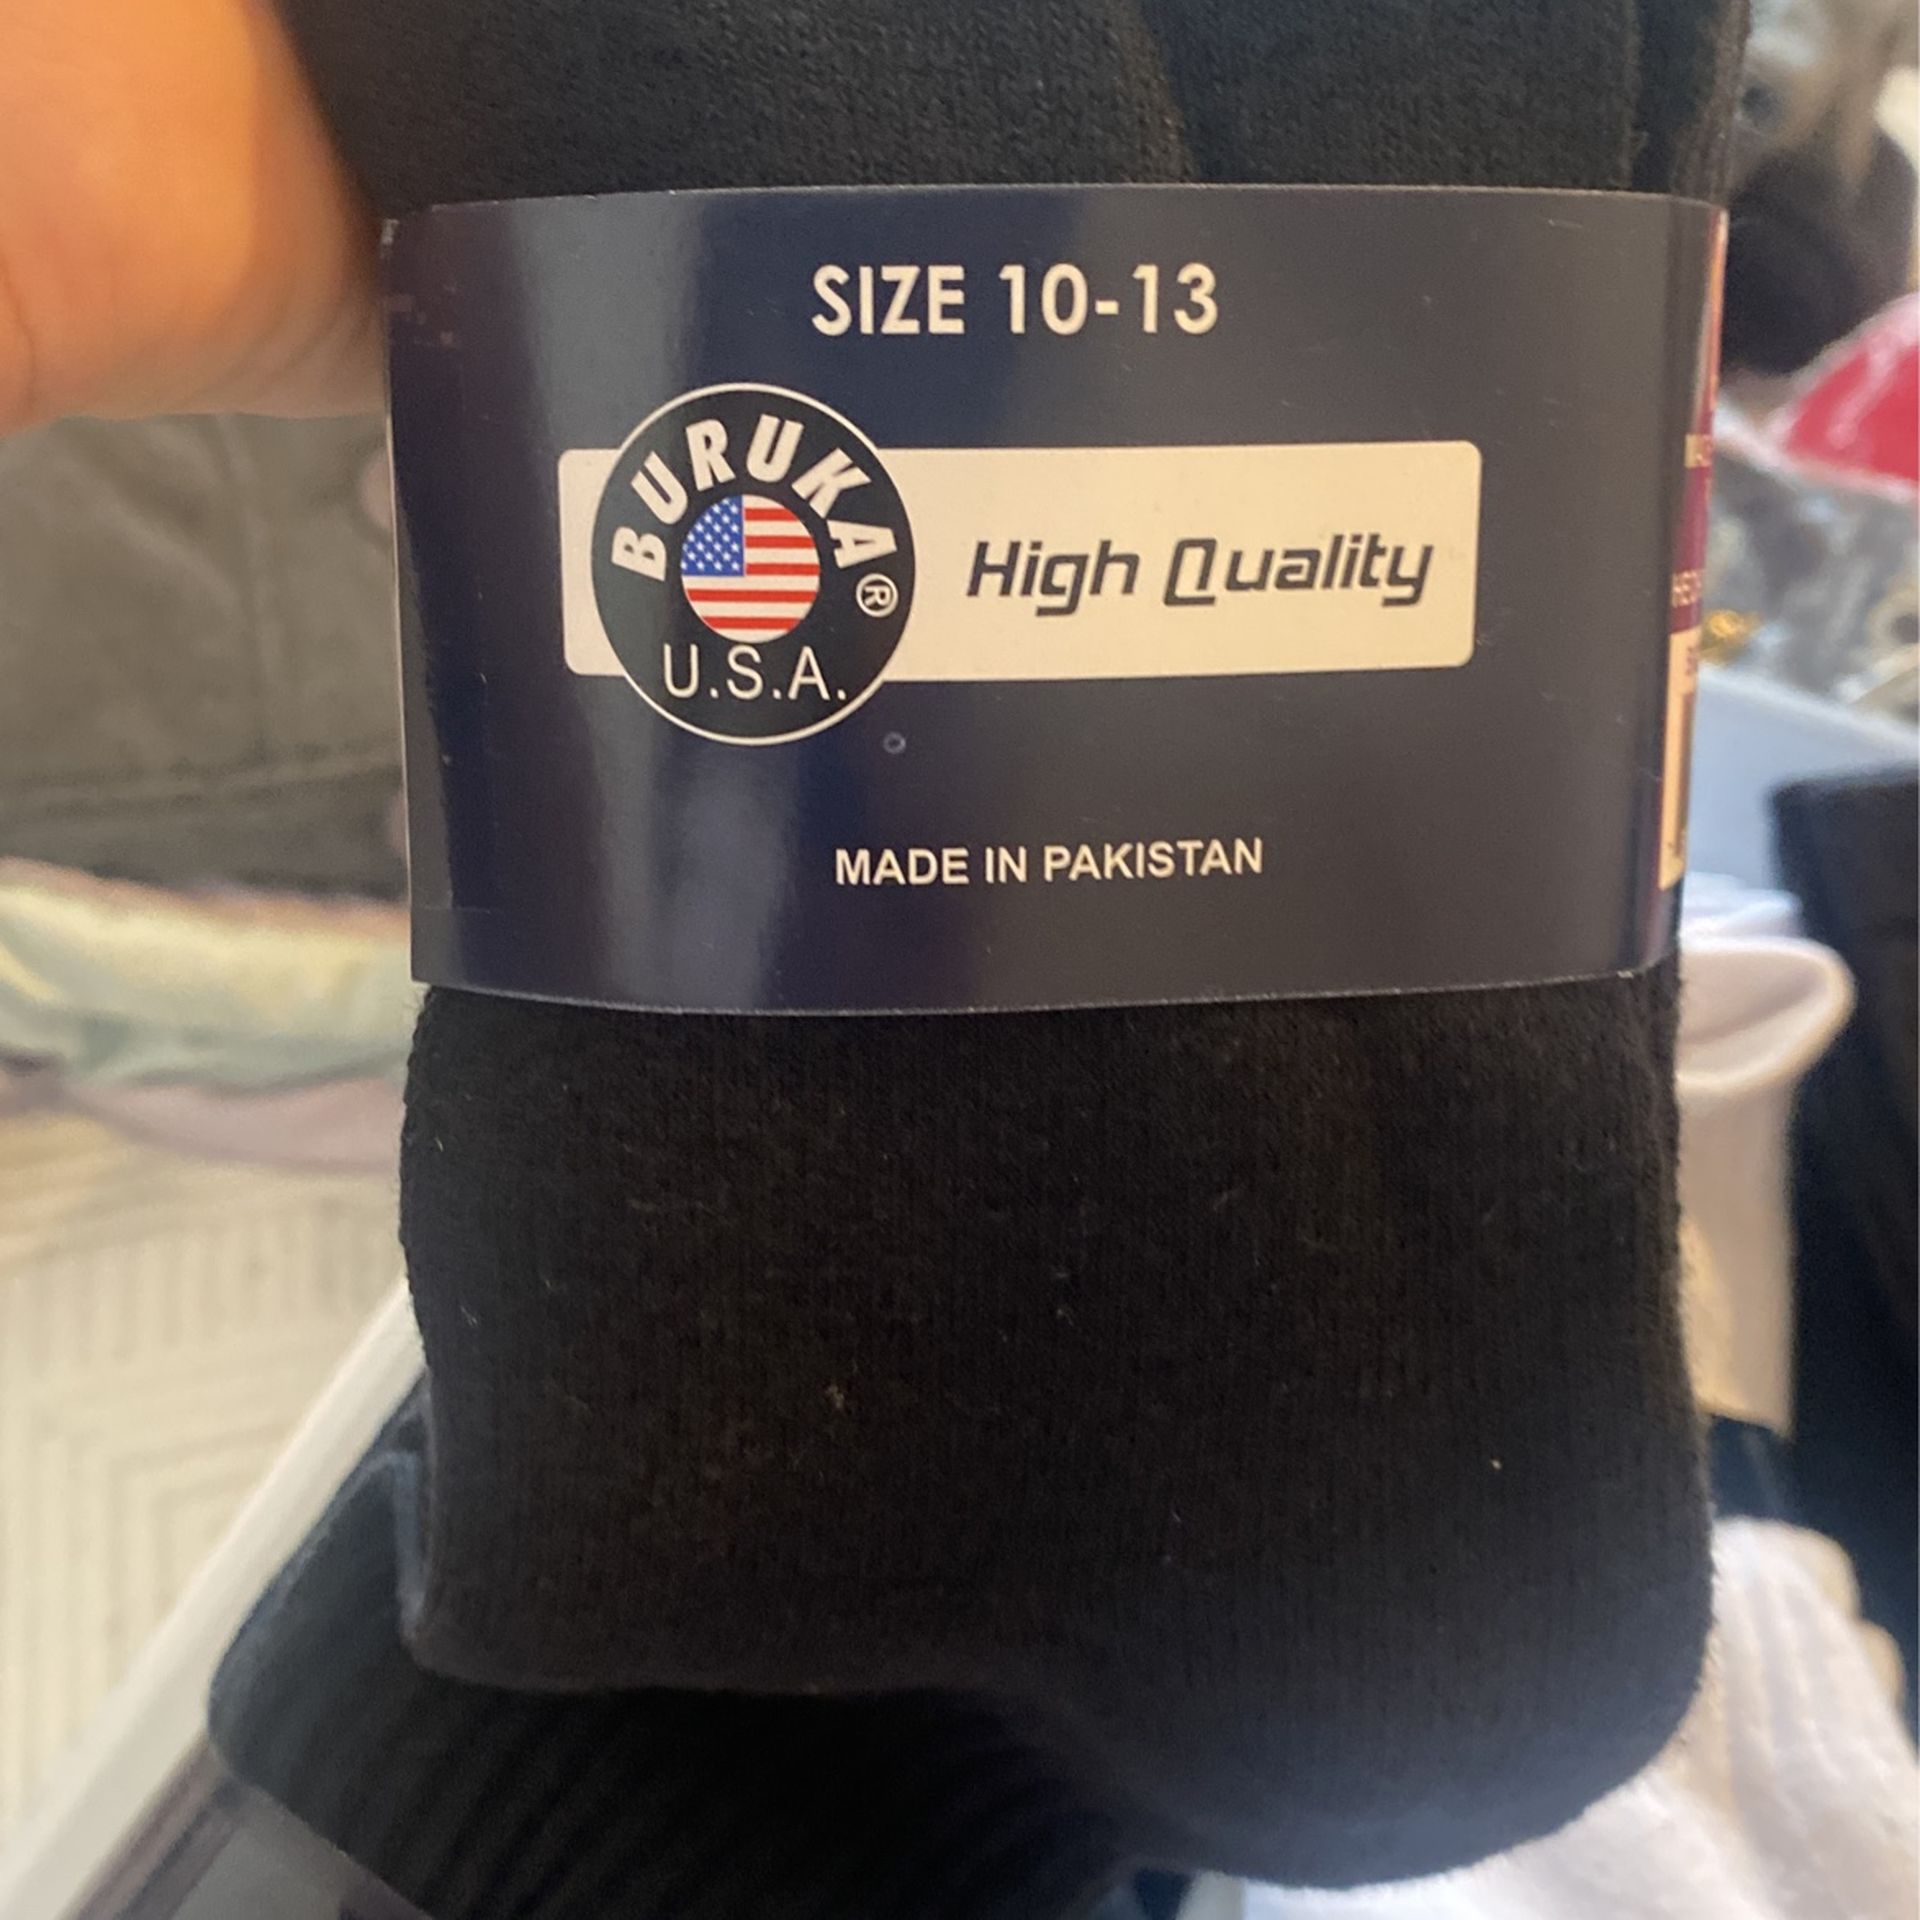 SIZE 10-13
BURUKA®
U.S.A.
High Quality
MADE IN PAKISTAN